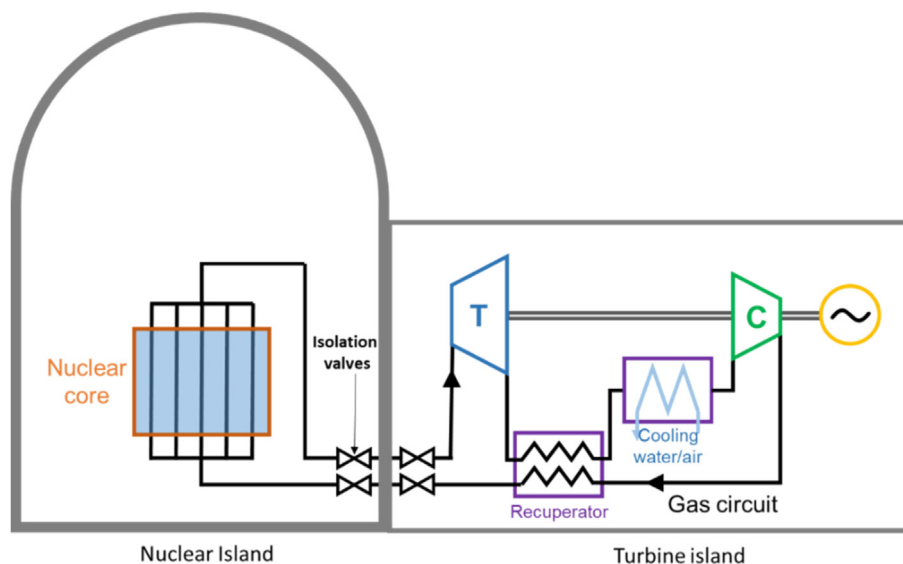 Isolation
valves
Nuclear
core
T
C
Cooling
water/air
Recuperator
Gas circuit
Nuclear Island
Turbine island